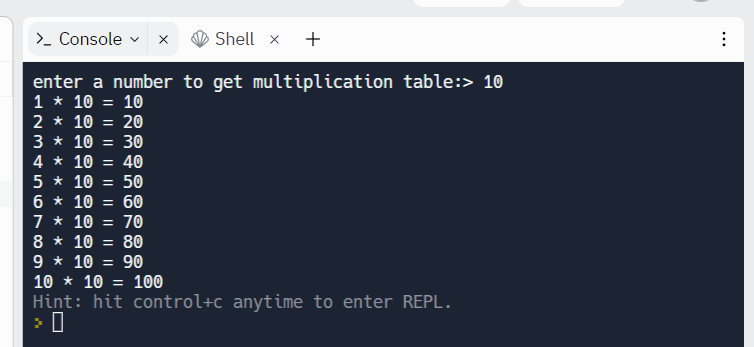 Console
Shell
enter a number to get multiplication table:> 10
1 * 10 = 10
2 * 10 = 20
3 * 10 = 30
4 * 10 = 40
5 * 10 = 50
6 * 10 = 60
7 * 10 = 70
8 * 10 = 80
9 * 10 = 90
10 * 10 = 100
Hint: hit control+c anytime to enter REPL.
>